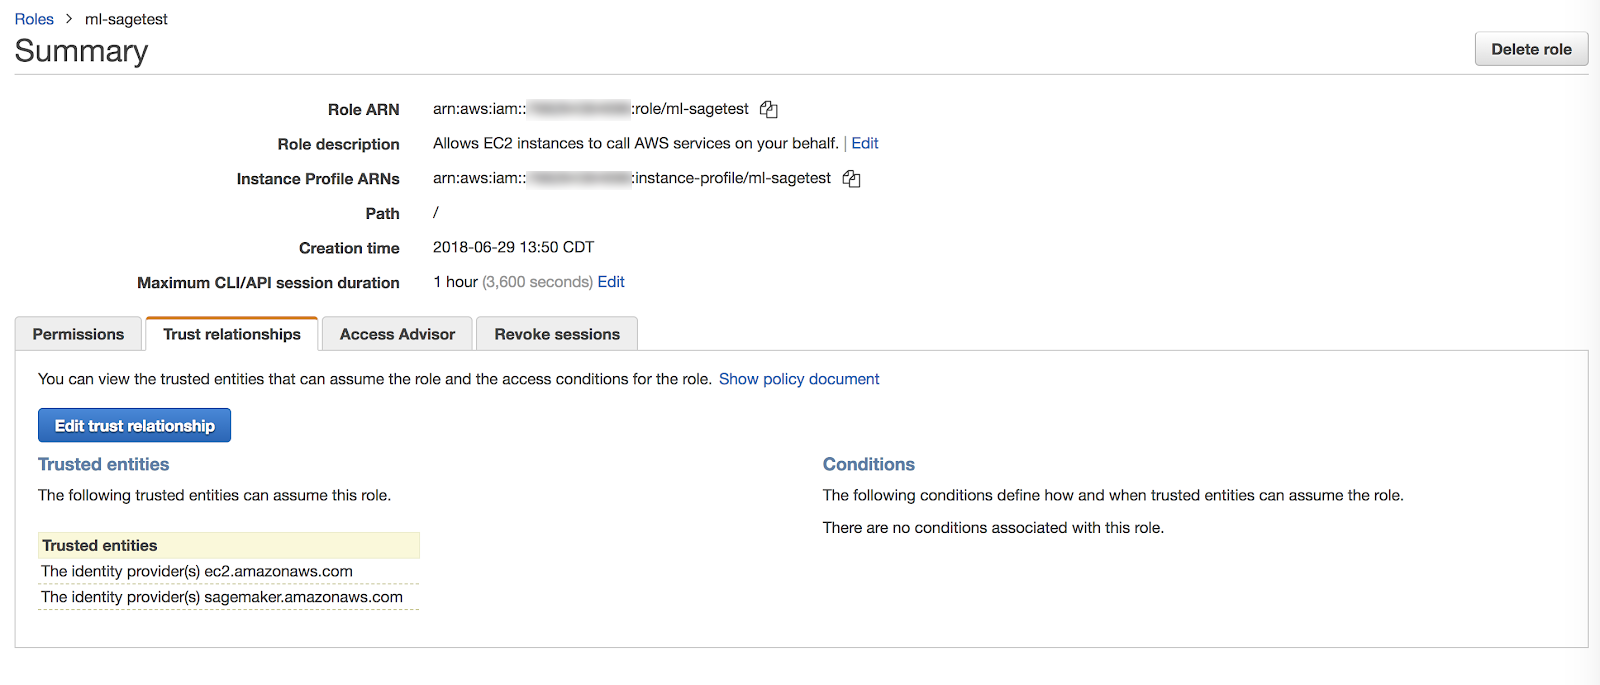 Roles > ml-sagetest
Summary
Delete role
Role ARN arn:aws:iam:: :role/ml-sagetest
Role description Allows EC2 instances to call AWS services on your behalf. | Edit
Instance Profile ARNs arn:aws:iam:: :instance-profile/ml-sagetest
Path /
Creation time 2018-06-29 13:50 CDT
Maximum CLI/API session duration 1 hour (3,600 seconds) Edit
Permissions Trust relationships Access Advisor Revoke sessions
You can view the trusted entities that can assume the role and the access conditions for the role. Show policy document
Edit trust relationship
Trusted entities
The following trusted entities can assume this role.
Trusted entities
The identity provider(s) ec2.amazonaws.com
The identity provider(s) sagemaker.amazonaws.com
Conditions
The following conditions define how and when trusted entities can assume the role.
There are no conditions associated with this role.